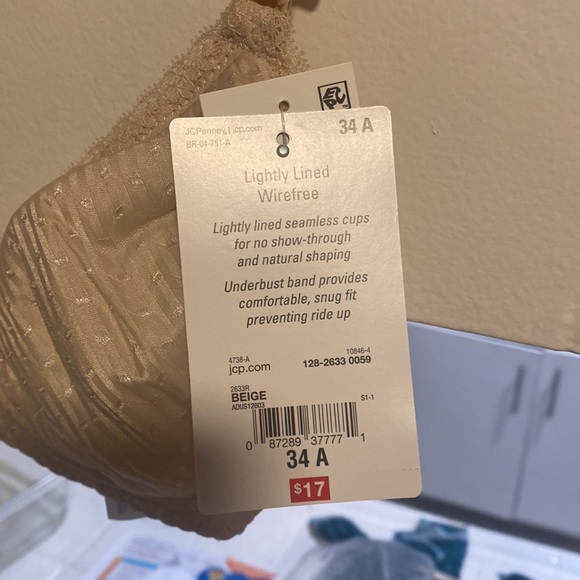 JCPenney | jcp.com
34 A
BR-04-761-A
Lightly Lined
Wirefree
Lightly lined seamless cups
for no show-through
and natural shaping
Underbust band provides
comfortable, snug fit
preventing ride up
4738-A
10846-4
jcp.com
128-2633 0059
2633R
BEIGE
S1-1
ADUS12603
0 87289 37777 1
34 A
$17